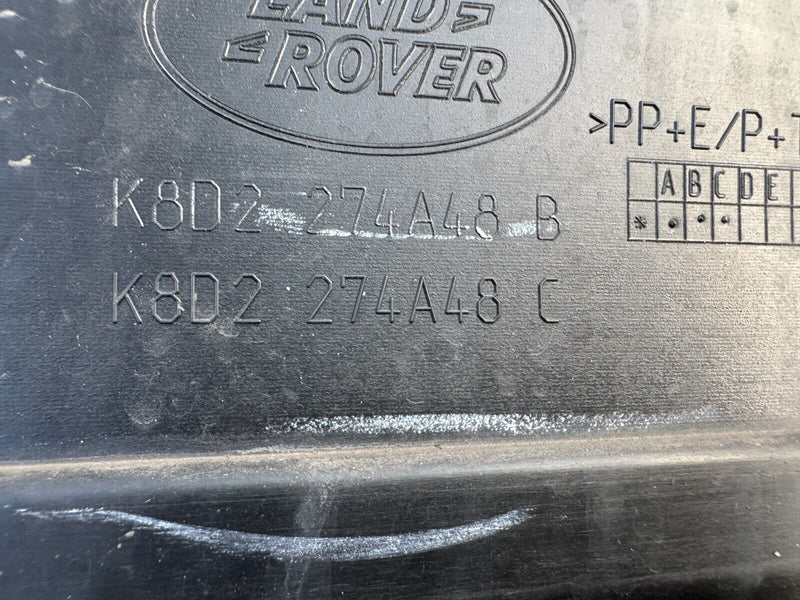 LAND
ROVER
>PP+E/P+T
A B C D E
* • • •
K8D2 274A48 B
K8D2 274A48 C